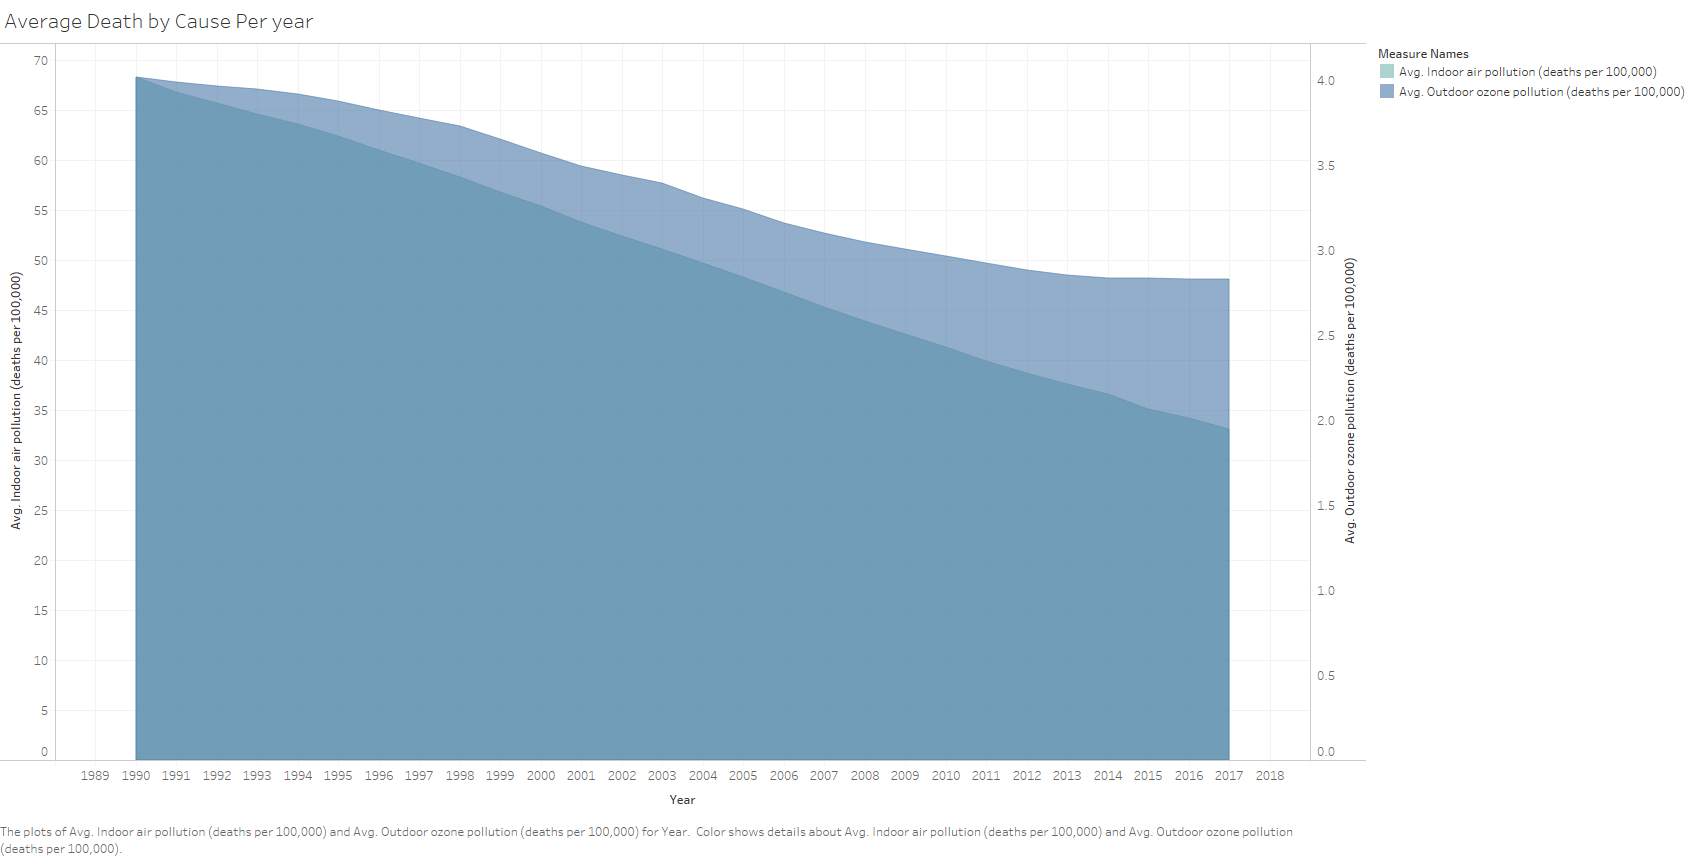 Average Death by Cause Per year
Measure Names
Avg. Indoor air pollution (deaths per 100,000)
Avg. Outdoor ozone pollution (deaths per 100,000)
Avg. Indoor air pollution (deaths per 100,000)
70
65
60
55
50
45
40
35
30
25
20
15
10
5
0
4.0
3.5
3.0
2.5
2.0
1.5
1.0
0.5
0.0
Avg. Outdoor ozone pollution (deaths per 100,000)
1989 1990 1991 1992 1993 1994 1995 1996 1997 1998 1999 2000 2001 2002 2003 2004 2005 2006 2007 2008 2009 2010 2011 2012 2013 2014 2015 2016 2017 2018
Year
The plots of Avg. Indoor air pollution (deaths per 100,000) and Avg. Outdoor ozone pollution (deaths per 100,000) for Year.  Color shows details about Avg. Indoor air pollution (deaths per 100,000) and Avg. Outdoor ozone pollution
(deaths per 100,000).